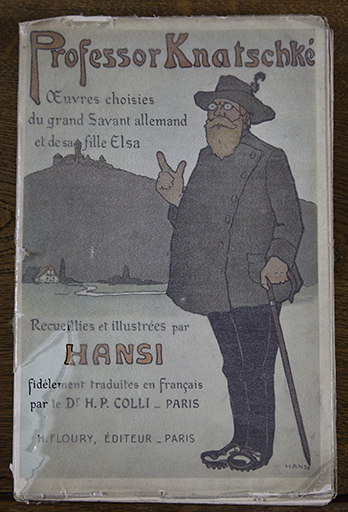 Professor Knatschké
Œuvres choisies
du grand Savant allemand
et de sa fille Elsa
Recueillies et illustrées par
HANSI
fidèlement traduites en français
par le Dr H. P. COLLI _ PARIS
H. FLOURY, ÉDITEUR _ PARIS
HANSI